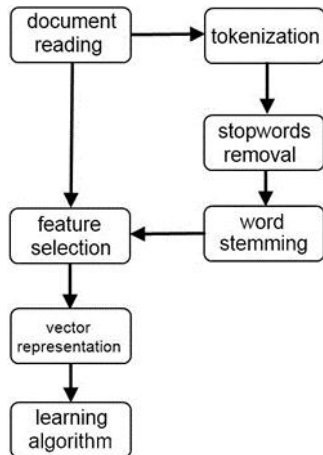 document
reading
tokenization
stopwords
removal
word
stemming
feature
selection
vector
representation
learning
algorithm